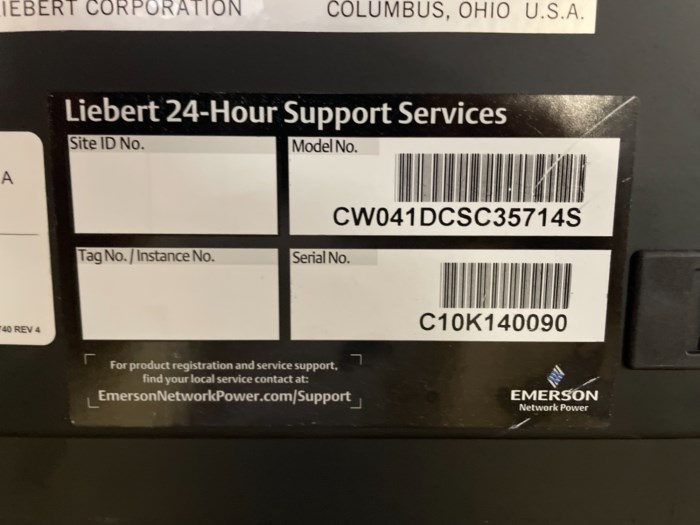 LIEBERT CORPORATION COLUMBUS, OHIO U.S.A.
Liebert 24-Hour Support Services
Site ID No.
Model No.
CW041DCSC35714S
A
Tag No. / Instance No.
Serial No.
C10K140090
740 REV 4
For product registration and service support,
find your local service contact at:
EmersonNetworkPower.com/Support
EMERSON
Network Power